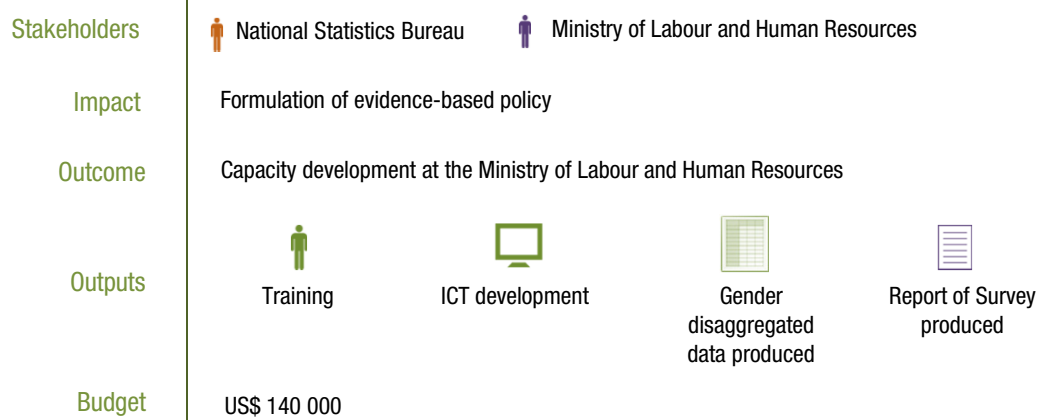 Stakeholders
National Statistics Bureau
Ministry of Labour and Human Resources
Impact
Formulation of evidence-based policy
Outcome
Capacity development at the Ministry of Labour and Human Resources
Outputs
Training
ICT development
Gender
disaggregated
data produced
Report of Survey
produced
Budget
US$ 140 000